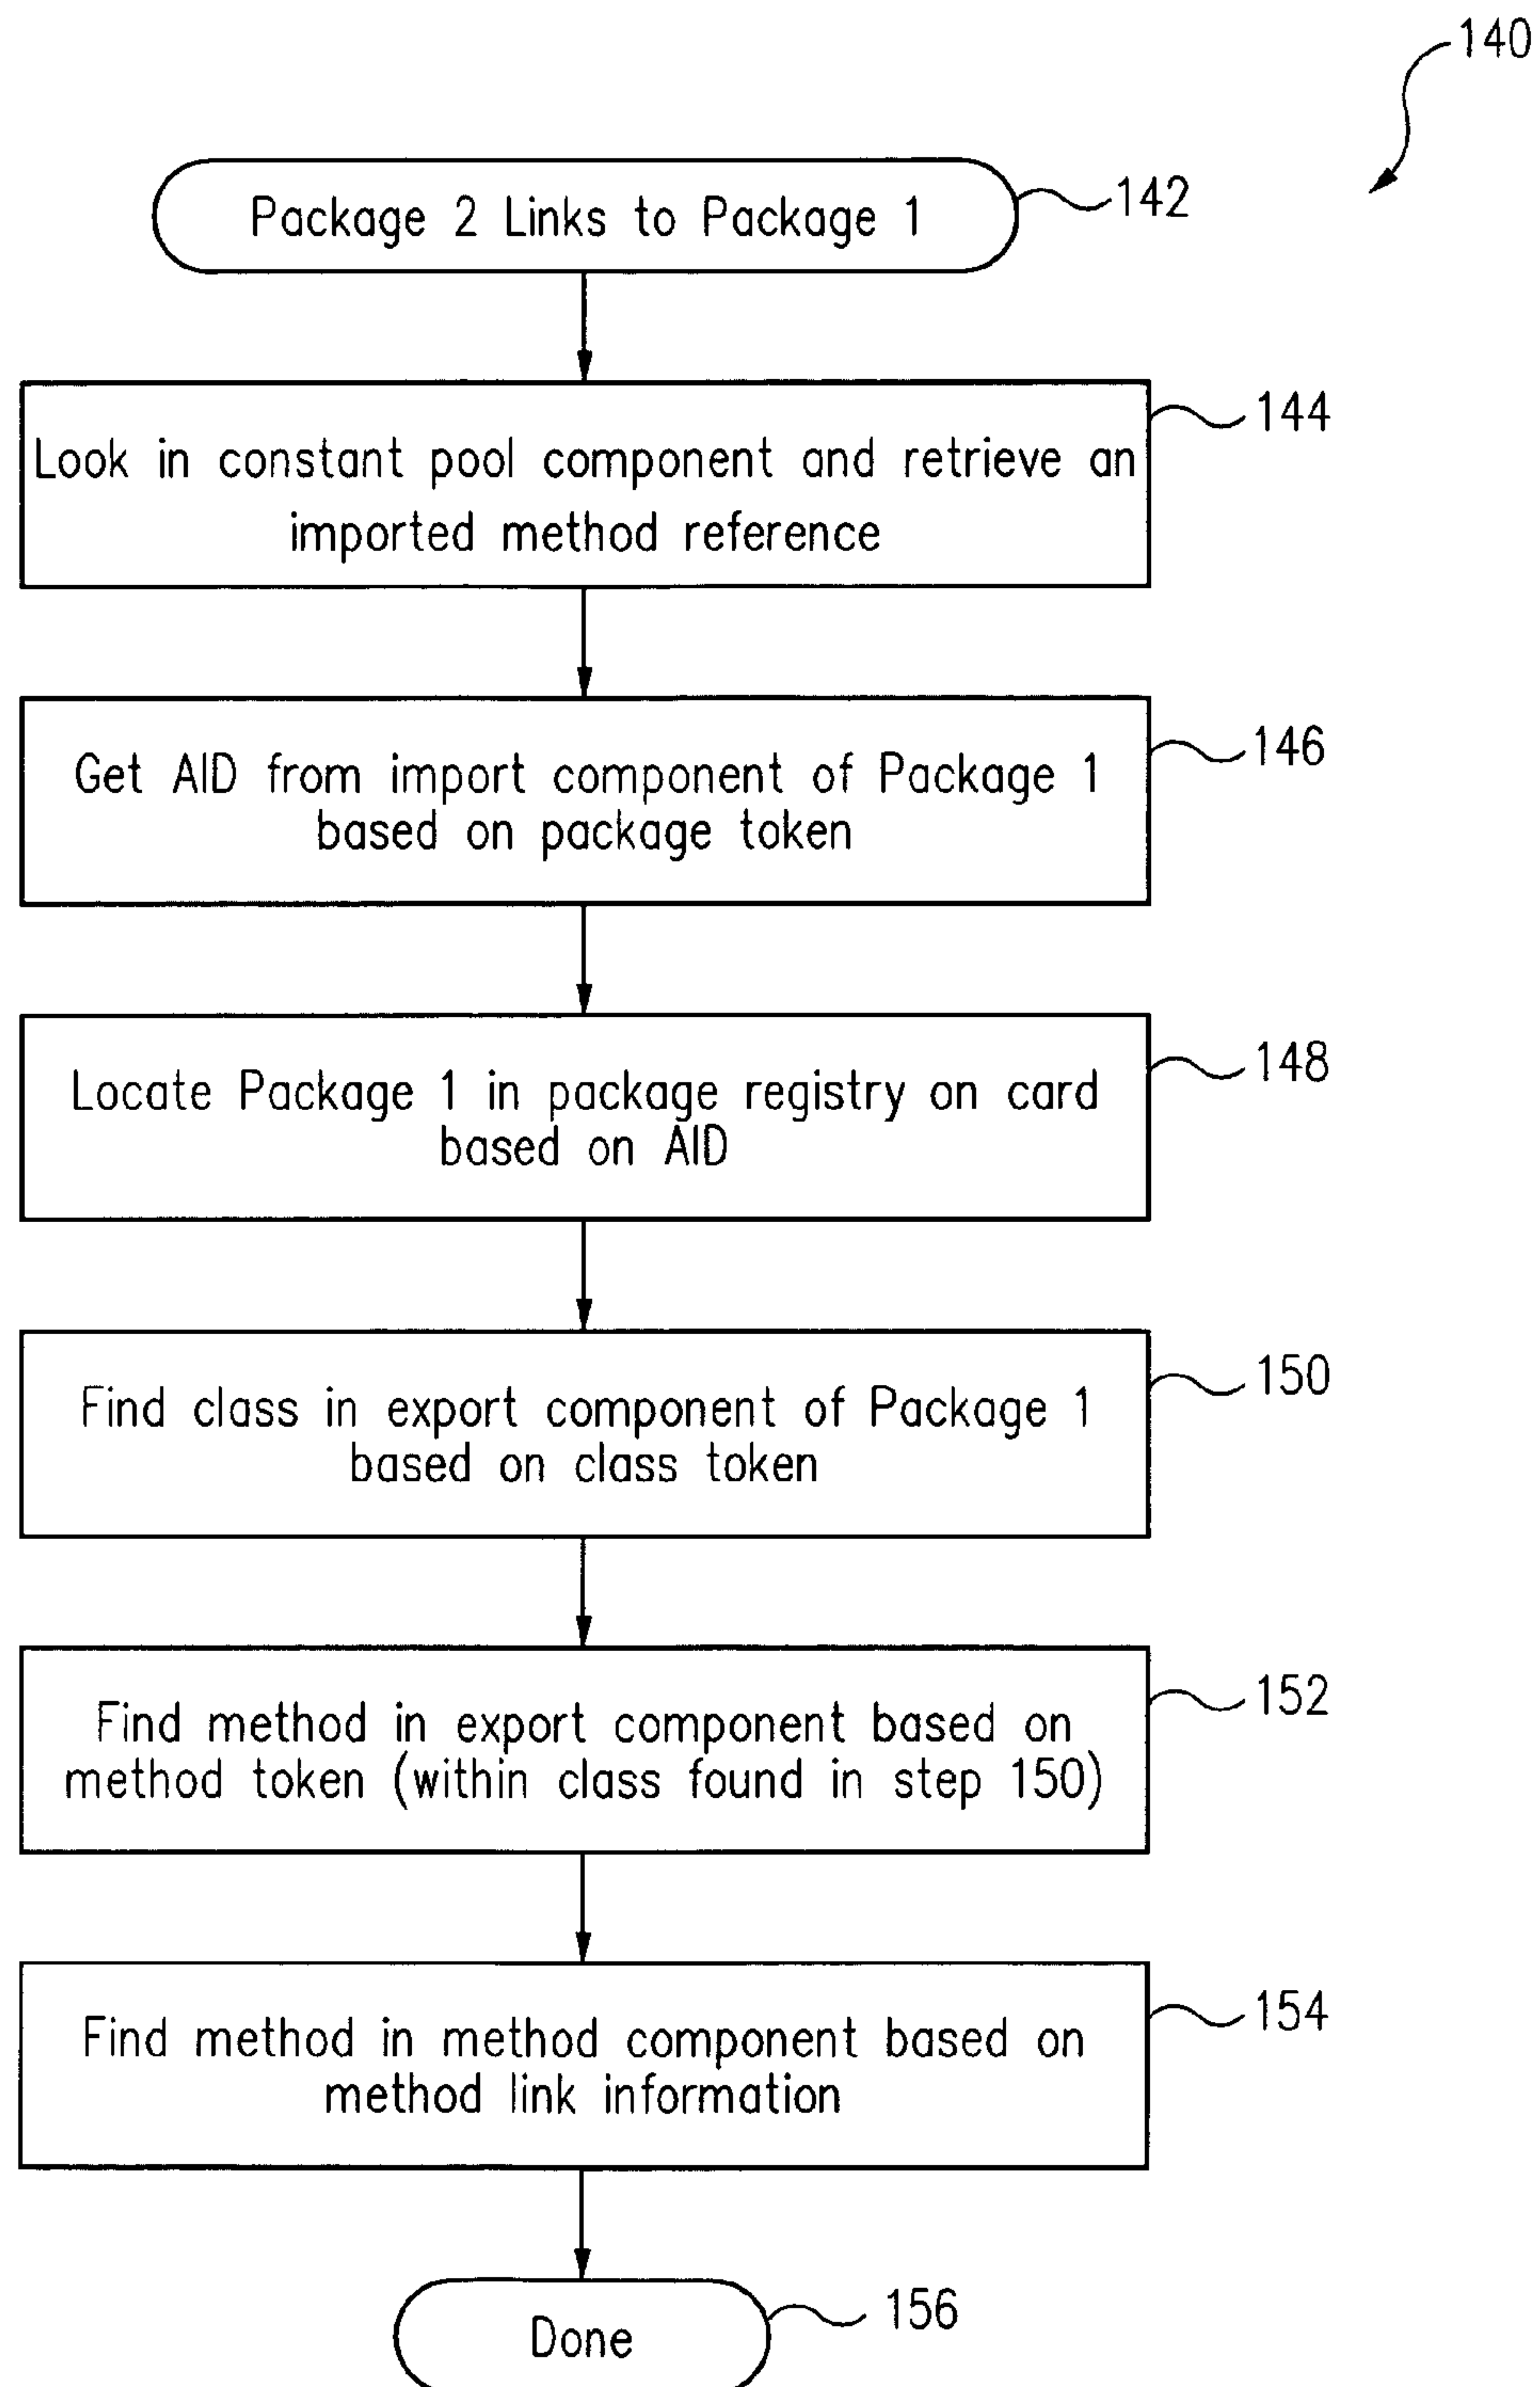 140
Package 2 Links to Package 1
142
Look in constant pool component and retrieve an
imported method reference
144
Get AID from import component of Package 1
based on package token
146
Locate Package 1 in package registry on card
based on AID
148
Find class in export component of Package 1
based on class token
150
Find method in export component based on
method token (within class found in step 150)
152
Find method in method component based on
method link information
154
Done
156